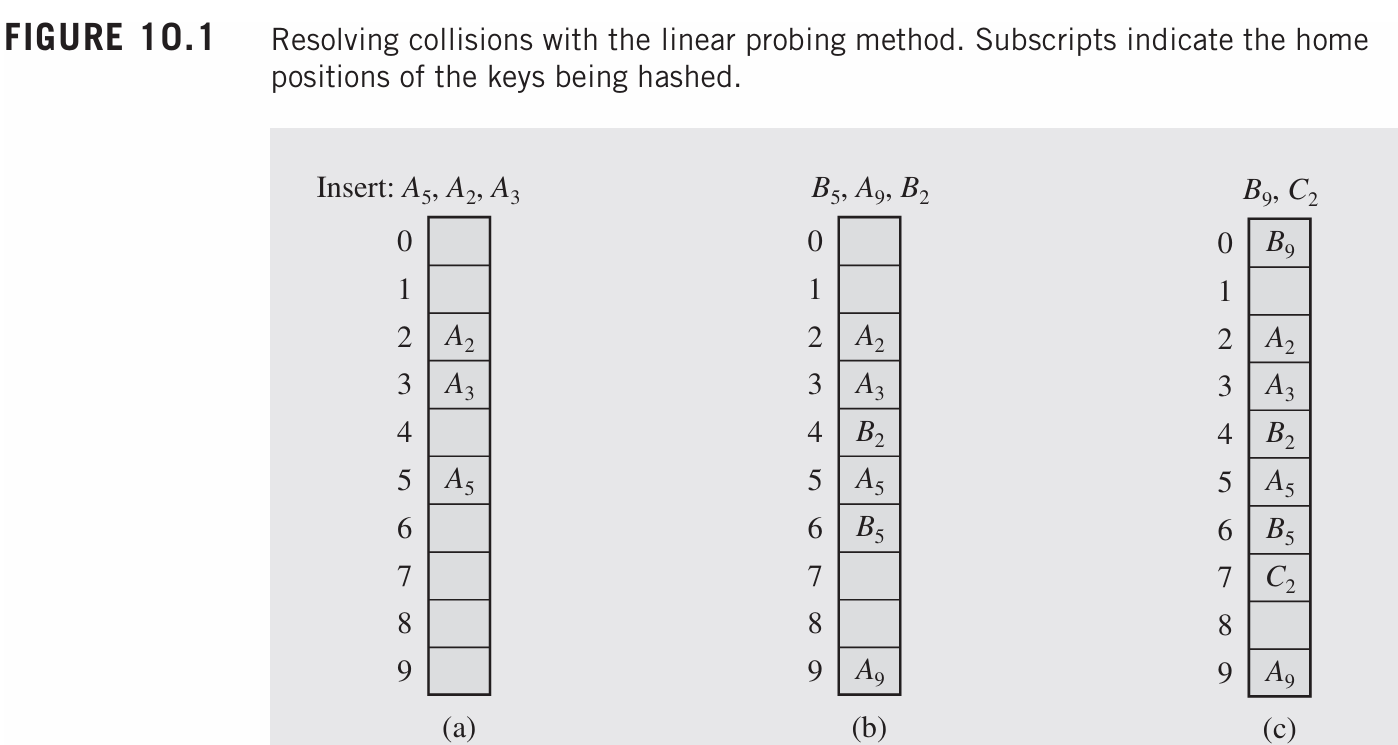 FIGURE 10.1 Resolving collisions with the linear probing method. Subscripts indicate the home
positions of the keys being hashed.
Insert: A₅, A₂, A₃
0
1
2 A₂
3 A₃
4
5 A₅
6
7
8
9
(a)
B₅, A₉, B₂
0
1
2 A₂
3 A₃
4 B₂
5 A₅
6 B₅
7
8
9 A₉
(b)
B₉, C₂
0 B₉
1
2 A₂
3 A₃
4 B₂
5 A₅
6 B₅
7 C₂
8
9 A₉
(c)